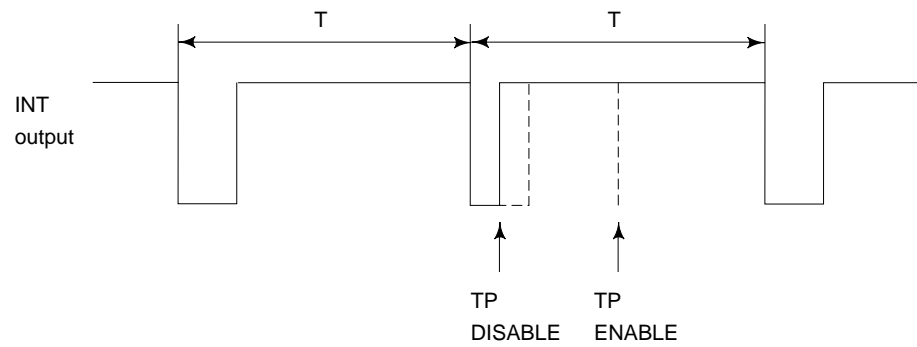 T T
INT
output
TP TP
DISABLE ENABLE